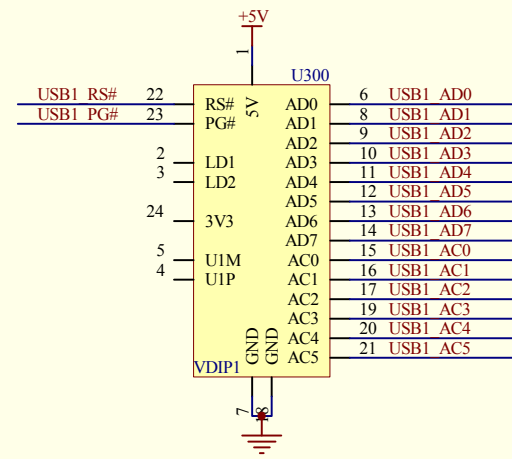 +5V
1
U300
USB1_RS# 22 RS# 5V AD0 6 USB1_AD0
USB1_PG# 23 PG# AD1 8 USB1_AD1
AD2 9 USB1_AD2
2 LD1 AD3 10 USB1_AD3
3 LD2 AD4 11 USB1_AD4
AD5 12 USB1_AD5
24 3V3 AD6 13 USB1_AD6
AD7 14 USB1_AD7
5 U1M AC0 15 USB1_AC0
4 U1P AC1 16 USB1_AC1
AC2 17 USB1_AC2
GND GND AC3 19 USB1_AC3
AC4 20 USB1_AC4
VDIP1 AC5 21 USB1_AC5
7 18